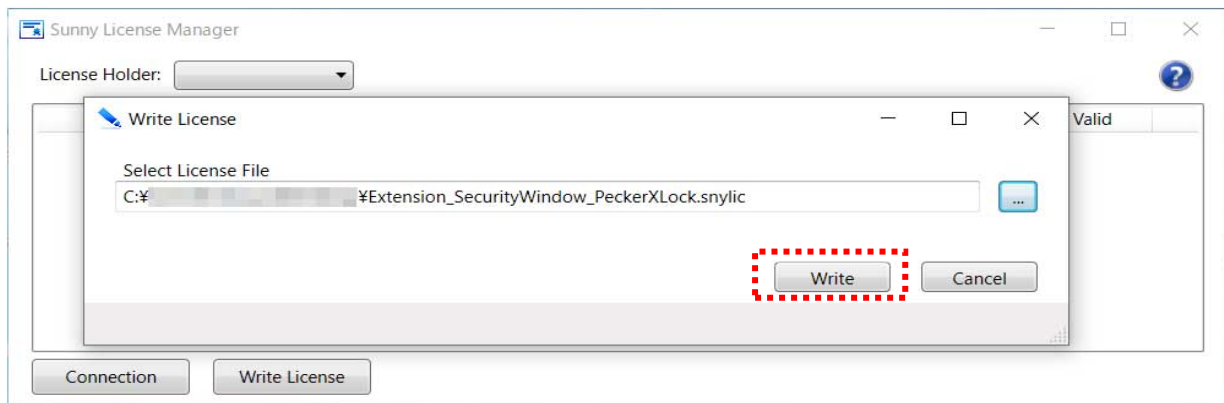 Sunny License Manager
License Holder:
Write License
Valid
Select License File
C:¥ ¥Extension_SecurityWindow_PeckerXLock.snylic
...
Write Cancel
Connection Write License